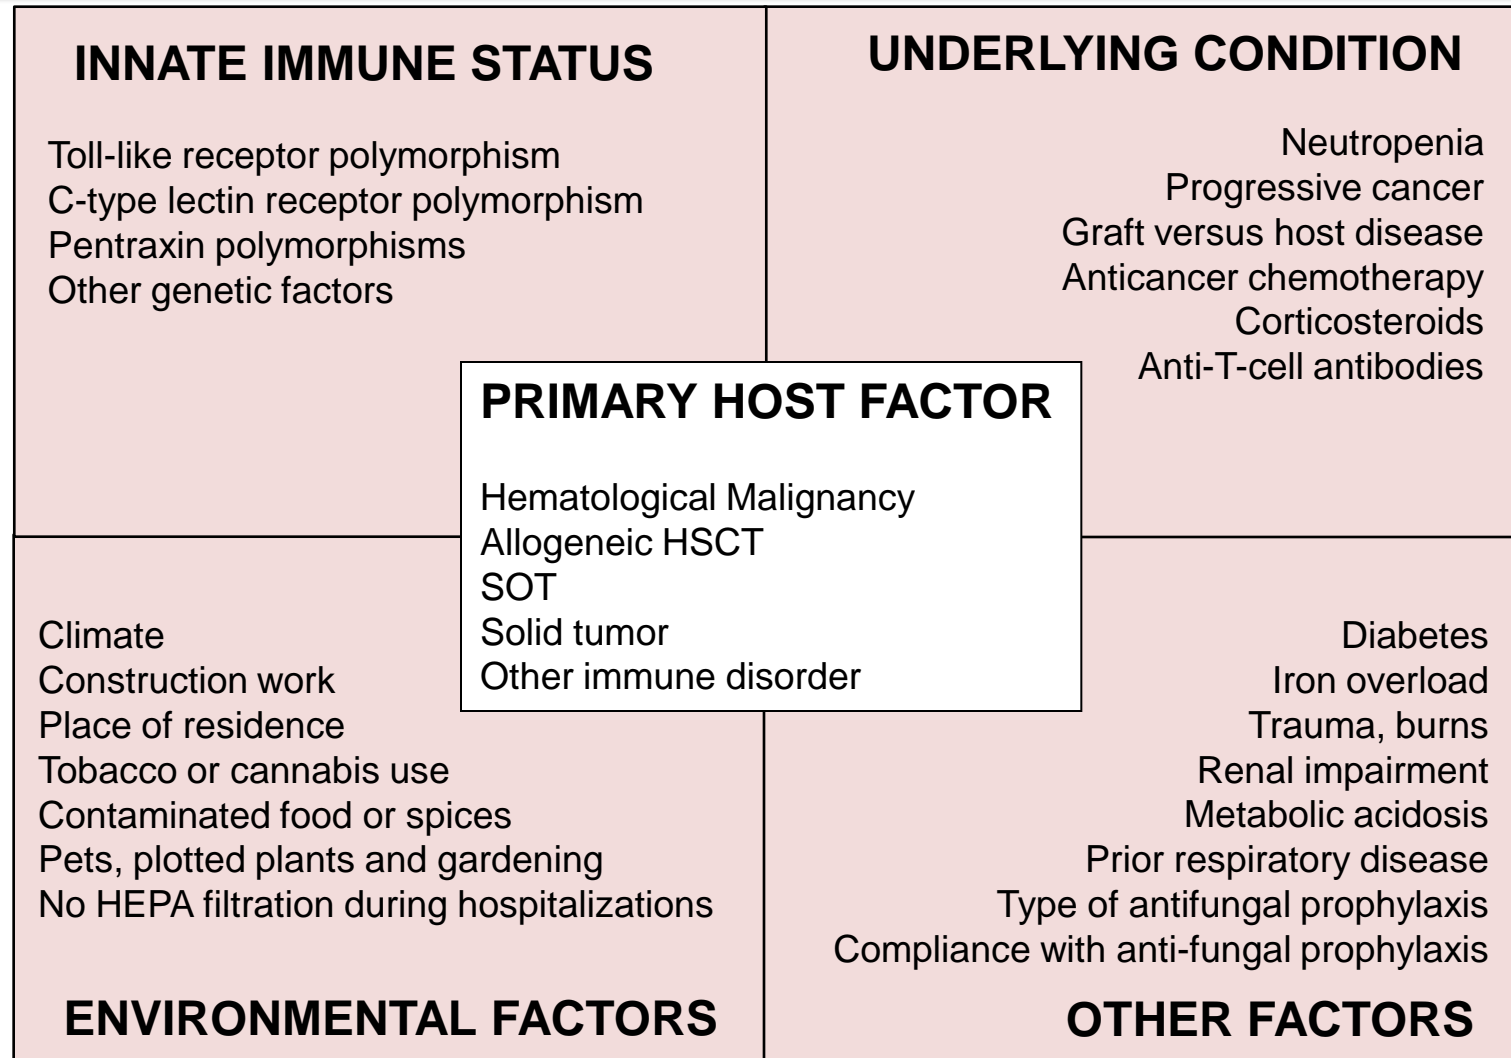 INNATE IMMUNE STATUS
Toll-like receptor polymorphism
C-type lectin receptor polymorphism
Pentraxin polymorphisms
Other genetic factors
UNDERLYING CONDITION
Neutropenia
Progressive cancer
Graft versus host disease
Anticancer chemotherapy
Corticosteroids
Anti-T-cell antibodies
PRIMARY HOST FACTOR
Hematological Malignancy
Allogeneic HSCT
SOT
Solid tumor
Other immune disorder
Climate
Construction work
Place of residence
Tobacco or cannabis use
Contaminated food or spices
Pets, plotted plants and gardening
No HEPA filtration during hospitalizations
ENVIRONMENTAL FACTORS
Diabetes
Iron overload
Trauma, burns
Renal impairment
Metabolic acidosis
Prior respiratory disease
Type of antifungal prophylaxis
Compliance with anti-fungal prophylaxis
OTHER FACTORS